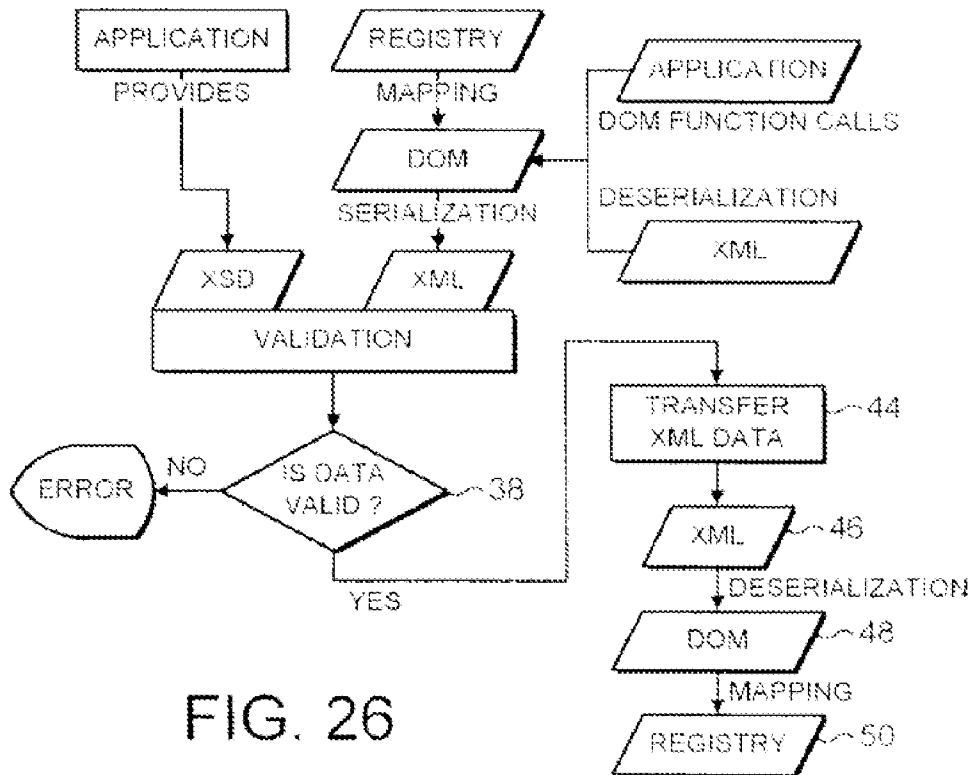 APPLICATION
PROVIDES
REGISTRY
MAPPING
APPLICATION
DOM FUNCTION CALLS
DOM
SERIALIZATION
DESERIALIZATION
XML
XSD
XML
VALIDATION
IS DATA
VALID ?
38
NO
ERROR
YES
TRANSFER
XML DATA
44
XML
46
DESERIALIZATION
DOM
48
MAPPING
REGISTRY
50
FIG. 26